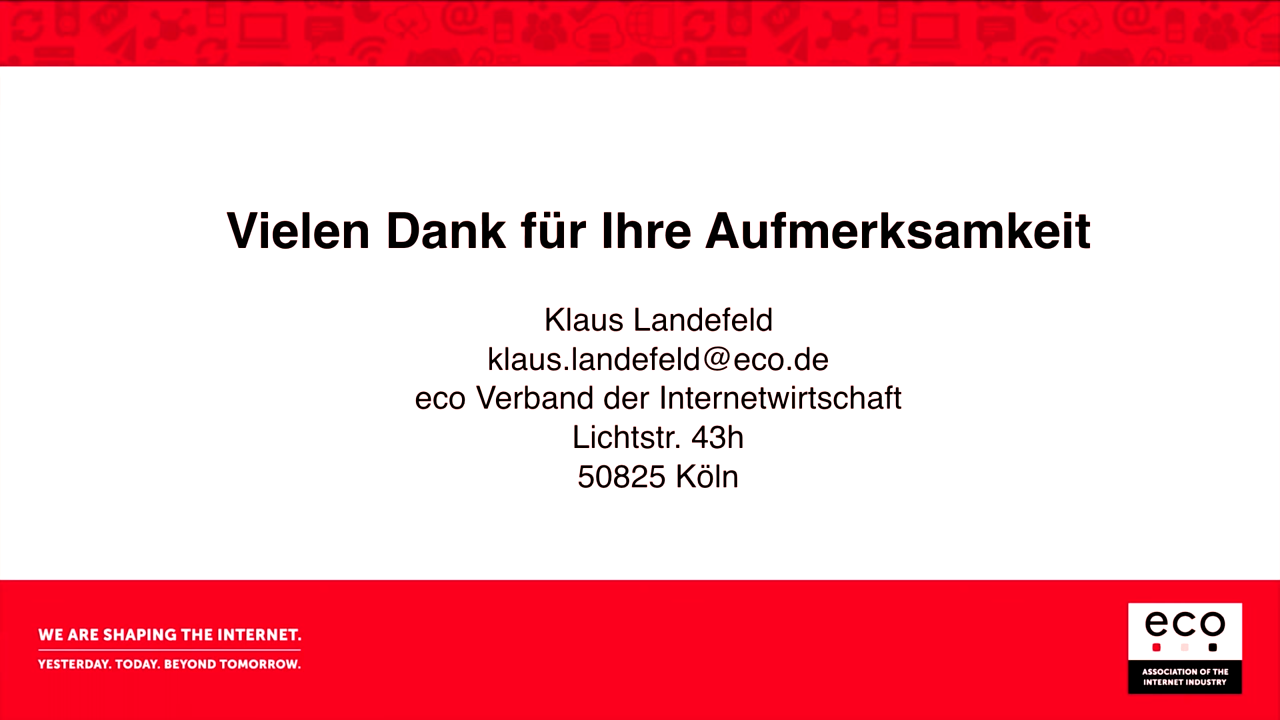 Vielen Dank für Ihre Aufmerksamkeit
Klaus Landefeld
klaus.landefeld@eco.de
eco Verband der Internetwirtschaft
Lichtstr. 43h
50825 Köln
WE ARE SHAPING THE INTERNET.
YESTERDAY. TODAY. BEYOND TOMORROW.
eco
ASSOCIATION OF THE
INTERNET INDUSTRY